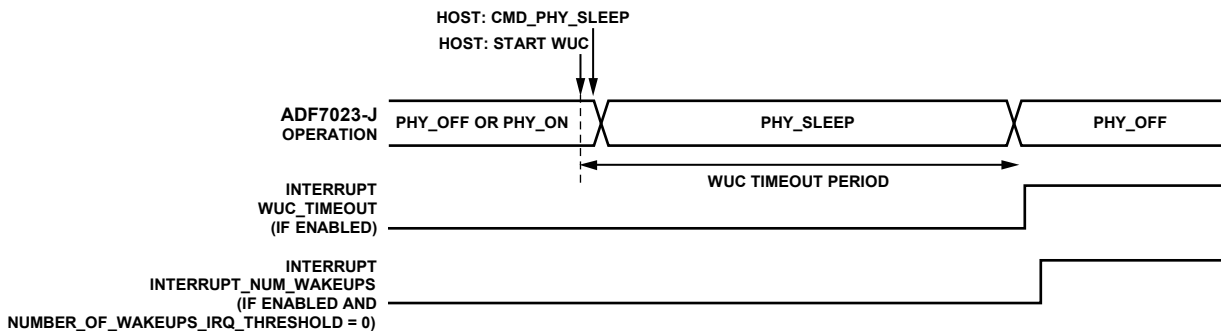 HOST: CMD_PHY_SLEEP
HOST: START WUC
ADF7023-J
OPERATION
PHY_OFF OR PHY_ON
PHY_SLEEP
PHY_OFF
WUC TIMEOUT PERIOD
INTERRUPT
WUC_TIMEOUT
(IF ENABLED)
INTERRUPT
INTERRUPT_NUM_WAKEUPS
(IF ENABLED AND
NUMBER_OF_WAKEUPS_IRQ_THRESHOLD = 0)